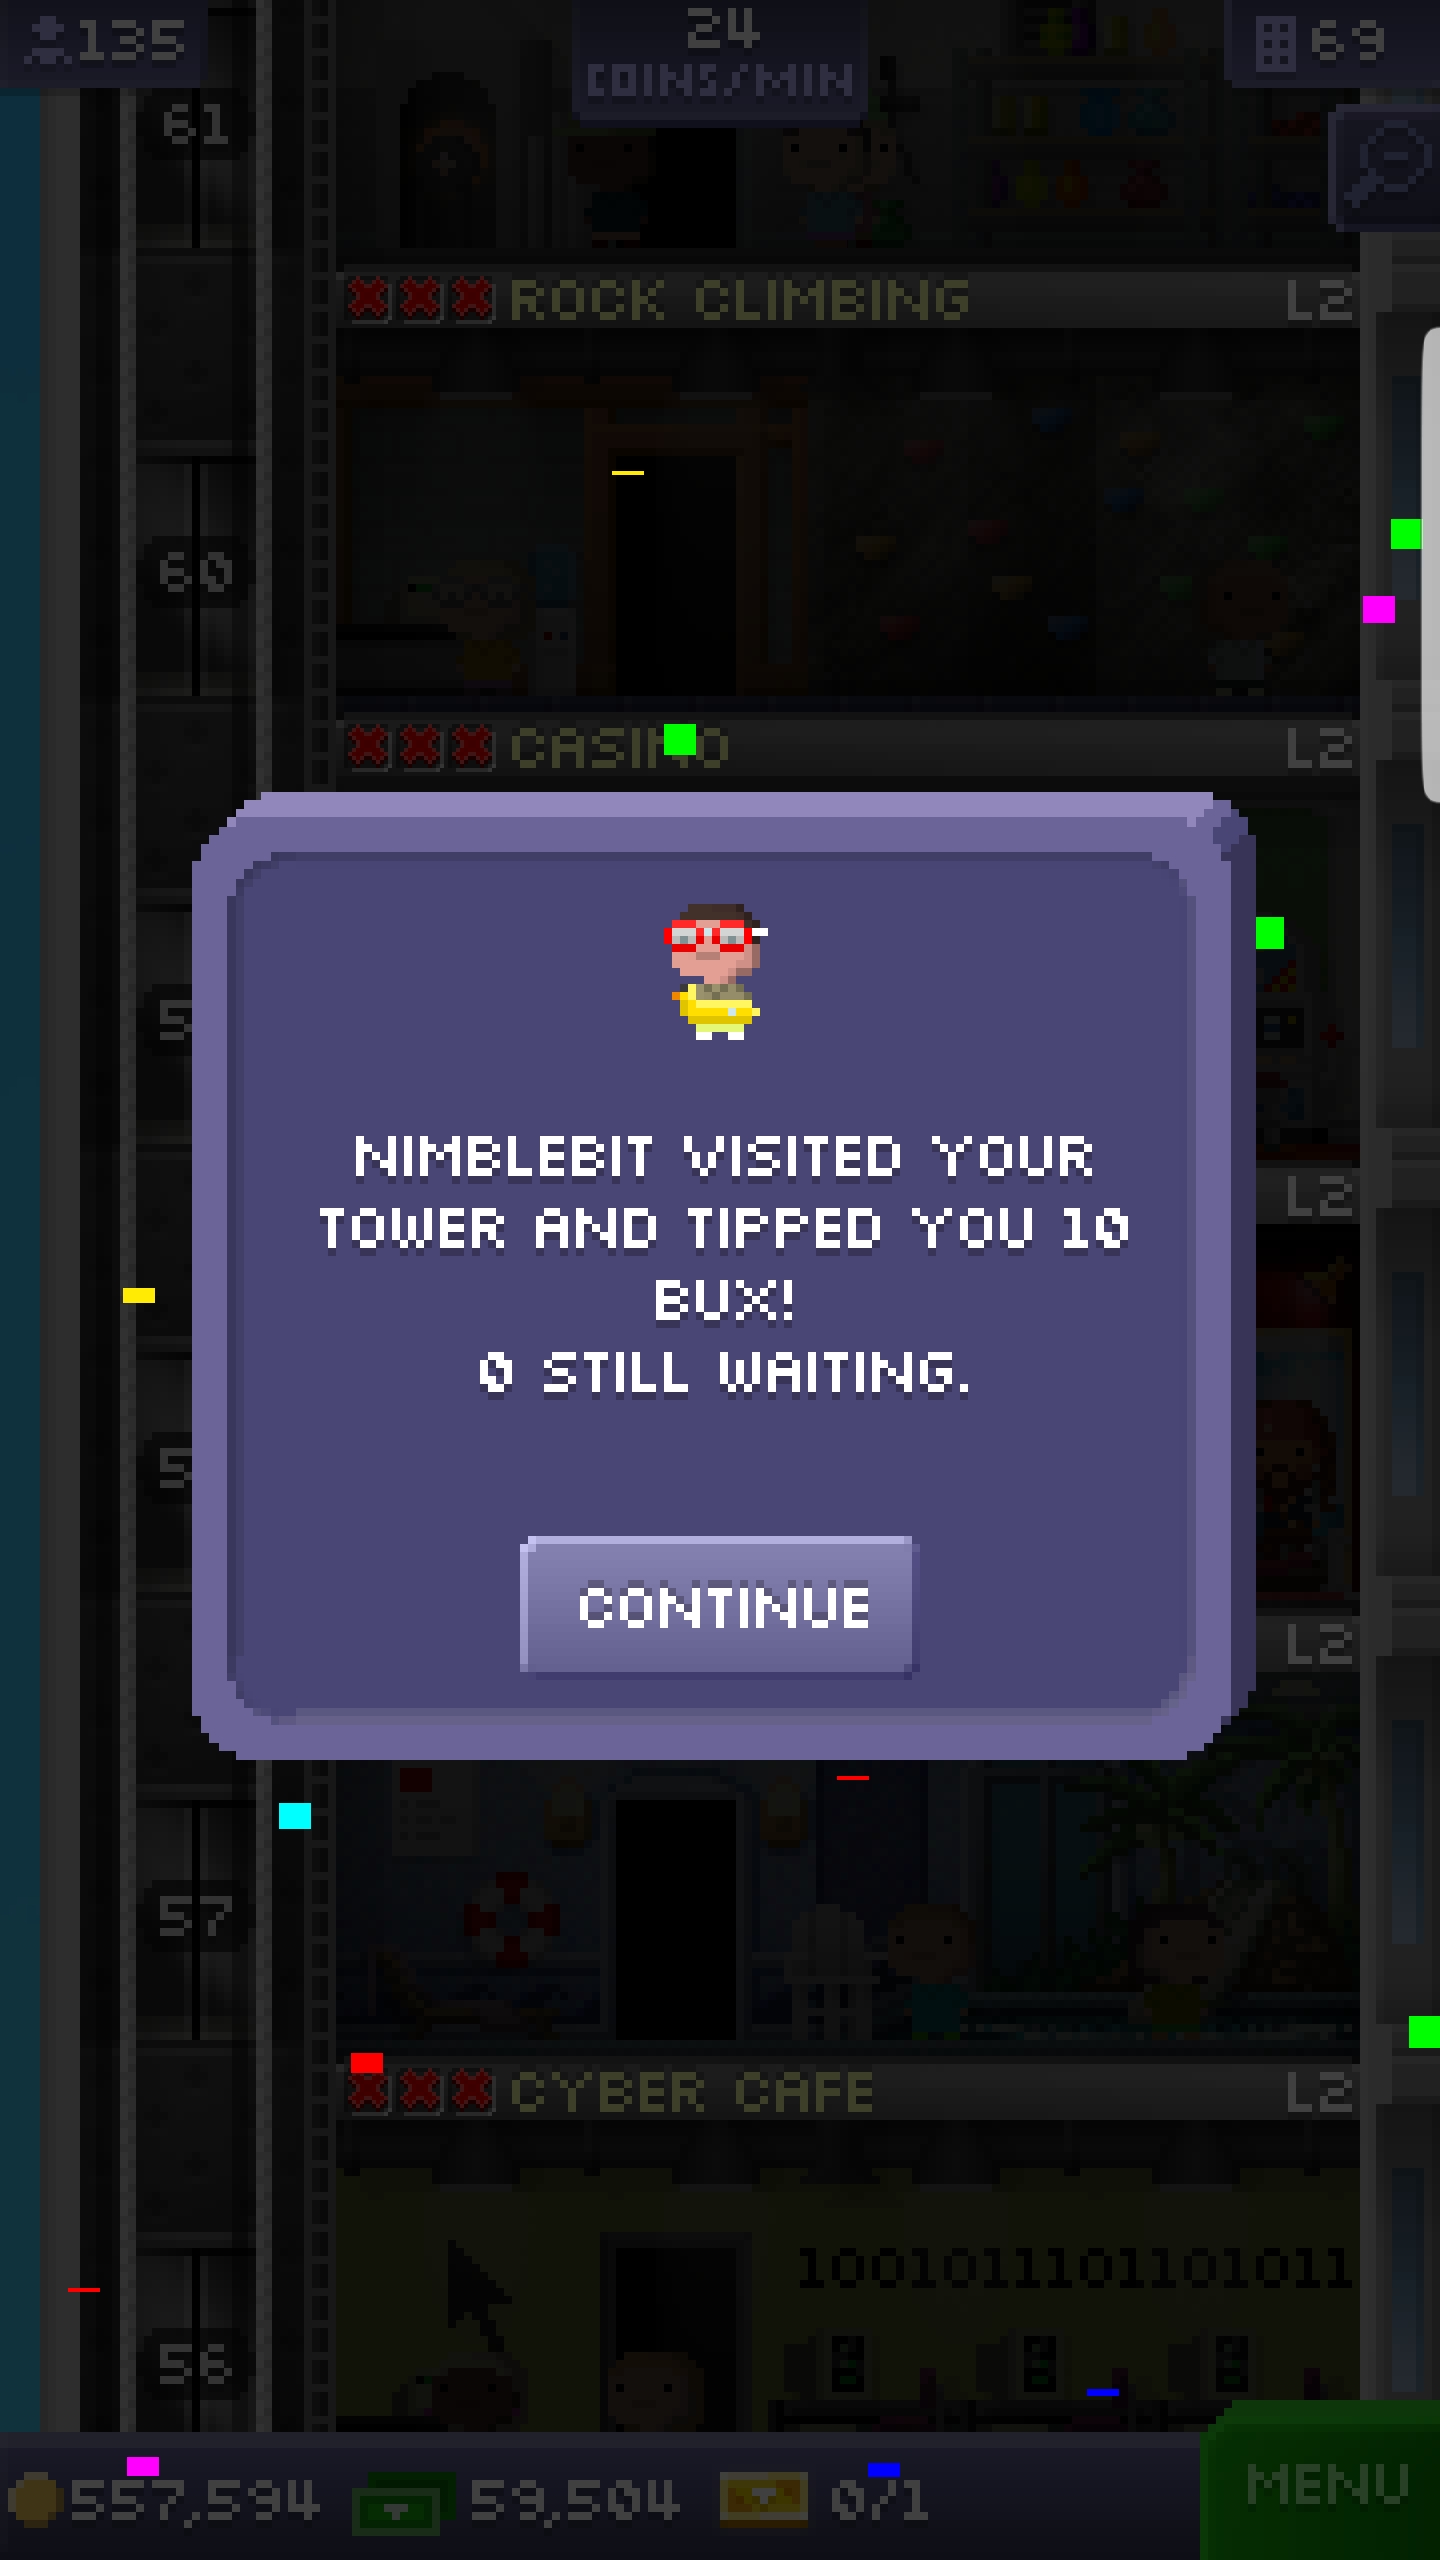 135
24
COINS/MIN
69
61
ROCK CLIMBING L2
60
CASINO L2
NIMBLEBIT VISITED YOUR
TOWER AND TIPPED YOU 10
BUX!
0 STILL WAITING.
CONTINUE
L2
L2
57
CYBER CAFE L2
1001011101101011
56
557,594
59,504
0/1
MENU